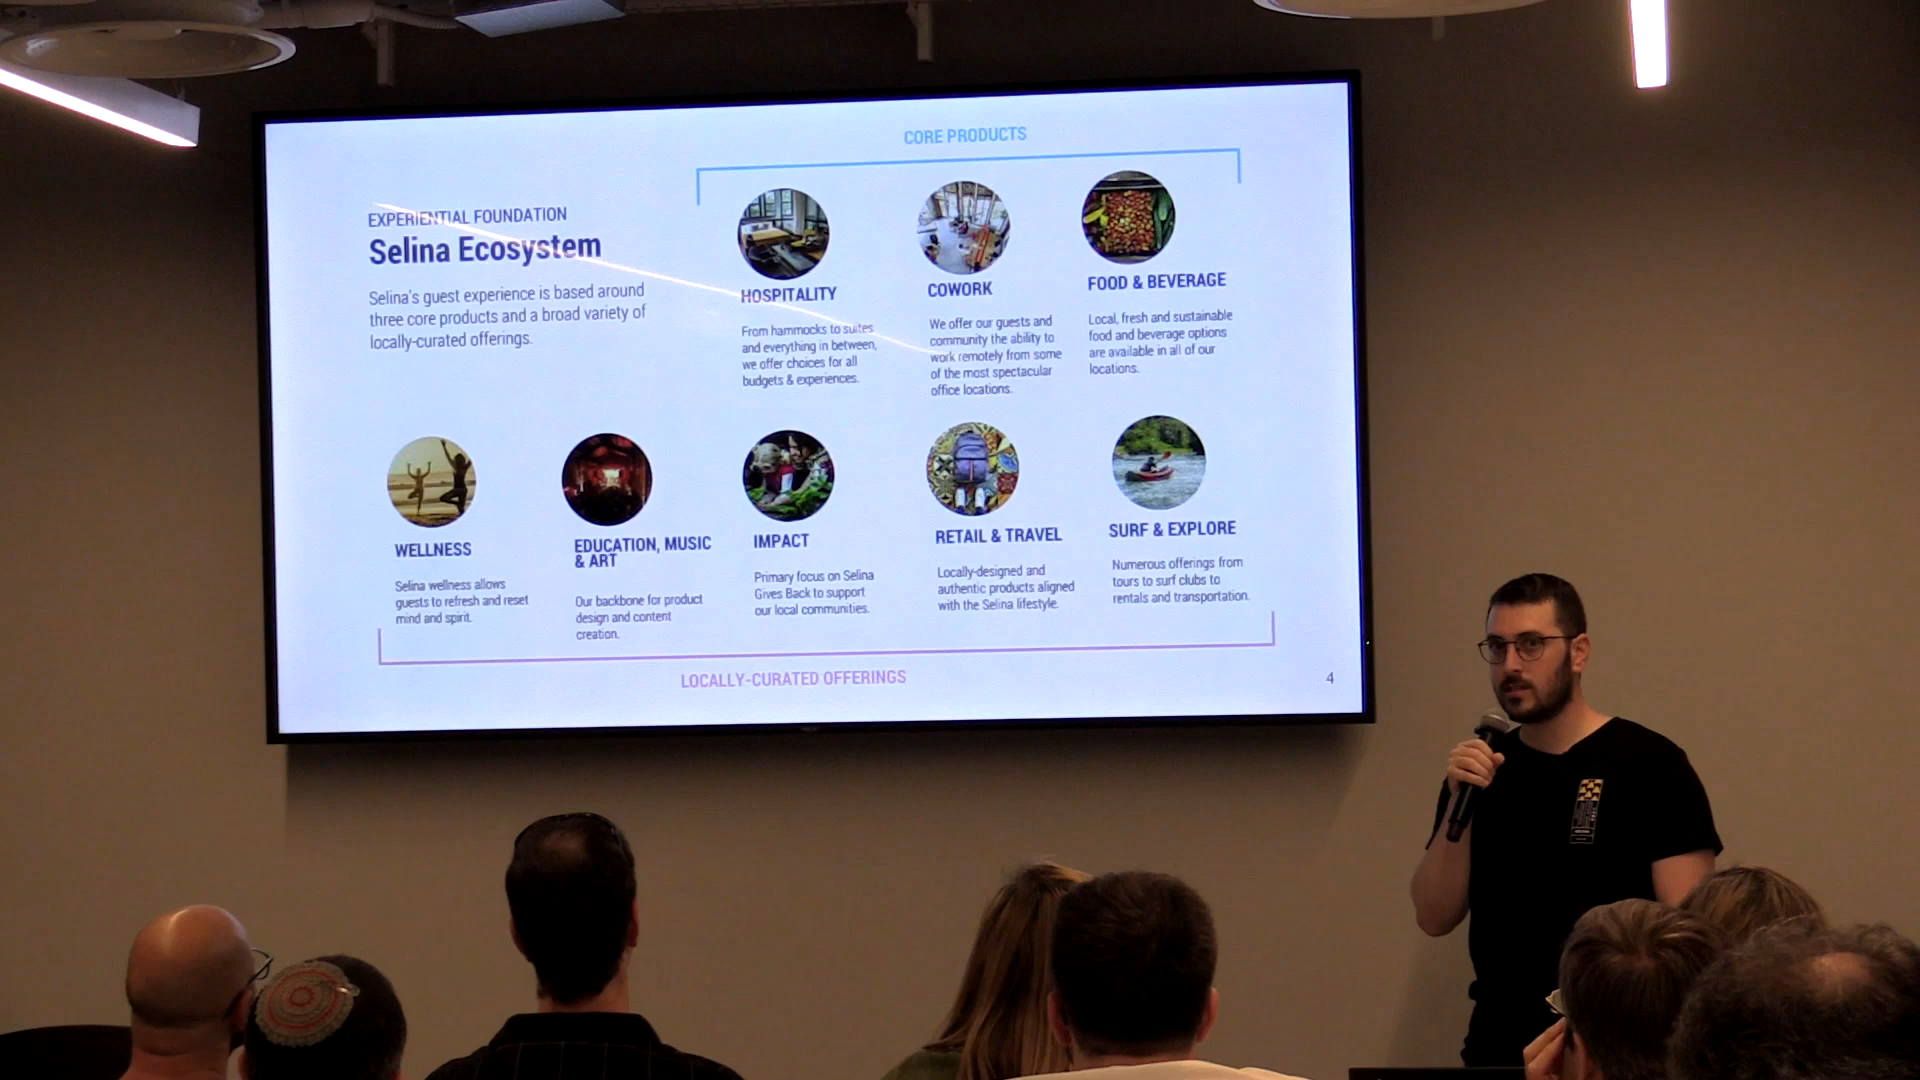 CORE PRODUCTS
EXPERIENTIAL FOUNDATION
Selina Ecosystem
Selina's guest experience is based around
three core products and a broad variety of
locally-curated offerings.
HOSPITALITY
From hammocks to suites
and everything in between,
we offer choices for all
budgets & experiences.
COWORK
We offer our guests and
community the ability to
work remotely from some
of the most spectacular
office locations.
FOOD & BEVERAGE
Local, fresh and sustainable
food and beverage options
are available in all of our
locations.
WELLNESS
Selina wellness allows
guests to refresh and reset
mind and spirit.
EDUCATION, MUSIC
& ART
Our backbone for product
design and content
creation.
IMPACT
Primary focus on Selina
Gives Back to support
our local communities.
RETAIL & TRAVEL
Locally-designed and
authentic products aligned
with the Selina lifestyle.
SURF & EXPLORE
Numerous offerings from
tours to surf clubs to
rentals and transportation.
LOCALLY-CURATED OFFERINGS
4